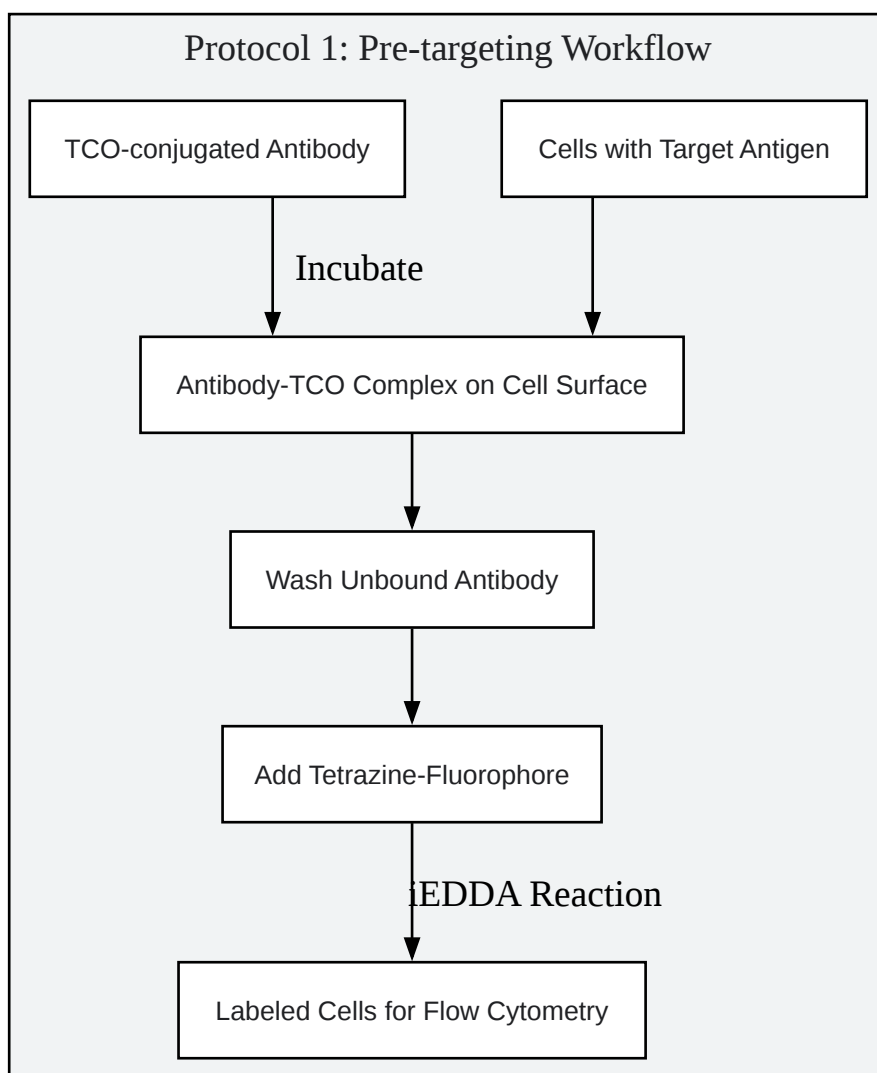 Protocol 1: Pre-targeting Workflow
TCO-conjugated Antibody
Cells with Target Antigen
Incubate
Antibody-TCO Complex on Cell Surface
Wash Unbound Antibody
Add Tetrazine-Fluorophore
iEDDA Reaction
Labeled Cells for Flow Cytometry